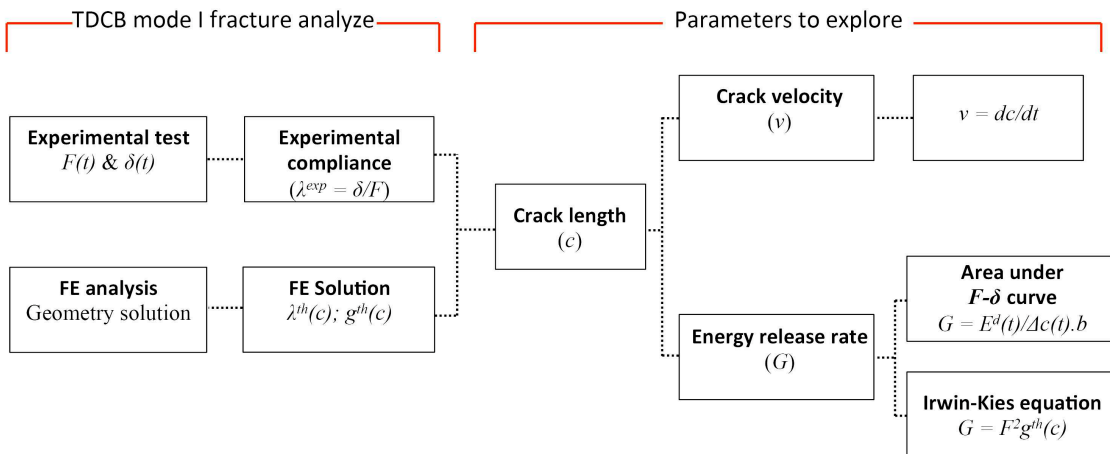 TDCB mode I fracture analyze
Parameters to explore
Experimental test
F(t) & δ(t)
Experimental
compliance
(λ^exp = δ/F)
FE analysis
Geometry solution
FE Solution
λ^th(c); g^th(c)
Crack length
(c)
Crack velocity
(v)
v = dc/dt
Energy release rate
(G)
Area under
F-δ curve
G = E^d(t)/Δc(t).b
Irwin-Kies equation
G = F^2g^th(c)